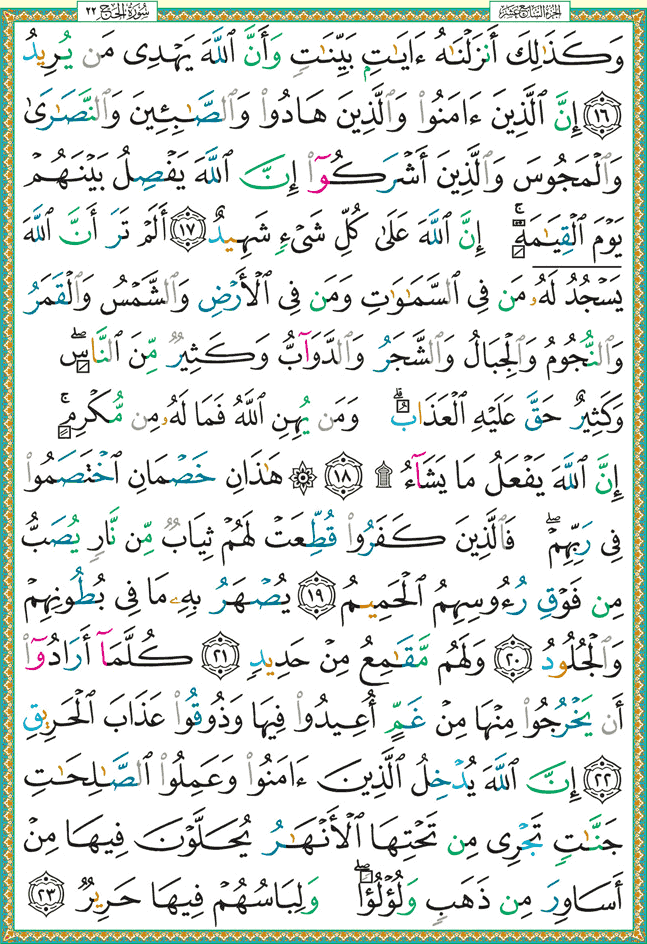 سُورَةُ الحَجّ ٢٢ الجزء السابع عشر
وَكَذَٰلِكَ أَنزَلْنَٰهُ ءَايَٰتِۭ بَيِّنَٰتٍ وَأَنَّ ٱللَّهَ يَهْدِى مَن يُرِيدُ
١٦ إِنَّ ٱلَّذِينَ ءَامَنُوا۟ وَٱلَّذِينَ هَادُوا۟ وَٱلصَّٰبِـِٔينَ وَٱلنَّصَٰرَىٰ
وَٱلْمَجُوسَ وَٱلَّذِينَ أَشْرَكُوٓا۟ إِنَّ ٱللَّهَ يَفْصِلُ بَيْنَهُمْ
يَوْمَ ٱلْقِيَٰمَةِ ۚ إِنَّ ٱللَّهَ عَلَىٰ كُلِّ شَىْءٍ شَهِيدٌ ١٧ أَلَمْ تَرَ أَنَّ ٱللَّهَ
يَسْجُدُ لَهُۥ مَن فِى ٱلسَّمَٰوَٰتِ وَمَن فِى ٱلْأَرْضِ وَٱلشَّمْسُ وَٱلْقَمَرُ
وَٱلنُّجُومُ وَٱلْجِبَالُ وَٱلشَّجَرُ وَٱلدَّوَآبُّ وَكَثِيرٌ مِّنَ ٱلنَّاسِ ۖ
وَكَثِيرٌ حَقَّ عَلَيْهِ ٱلْعَذَابُ ۗ وَمَن يُهِنِ ٱللَّهُ فَمَا لَهُۥ مِن مُّكْرِمٍ ۚ
إِنَّ ٱللَّهَ يَفْعَلُ مَا يَشَآءُ ۩ ١٨ ۞ هَٰذَانِ خَصْمَانِ ٱخْتَصَمُوا۟
فِى رَبِّهِمْ ۖ فَٱلَّذِينَ كَفَرُوا۟ قُطِّعَتْ لَهُمْ ثِيَابٌ مِّن نَّارٍ يُصَبُّ
مِن فَوْقِ رُءُوسِهِمُ ٱلْحَمِيمُ ١٩ يُصْهَرُ بِهِۦ مَا فِى بُطُونِهِمْ
وَٱلْجُلُودُ ٢٠ وَلَهُم مَّقَٰمِعُ مِنْ حَدِيدٍ ٢١ كُلَّمَآ أَرَادُوٓا۟
أَن يَخْرُجُوا۟ مِنْهَا مِنْ غَمٍّ أُعِيدُوا۟ فِيهَا وَذُوقُوا۟ عَذَابَ ٱلْحَرِيقِ
٢٢ إِنَّ ٱللَّهَ يُدْخِلُ ٱلَّذِينَ ءَامَنُوا۟ وَعَمِلُوا۟ ٱلصَّٰلِحَٰتِ
جَنَّٰتٍ تَجْرِى مِن تَحْتِهَا ٱلْأَنْهَٰرُ يُحَلَّوْنَ فِيهَا مِنْ
أَسَاوِرَ مِن ذَهَبٍ وَلُؤْلُؤًا ۖ وَلِبَاسُهُمْ فِيهَا حَرِيرٌ ٢٣